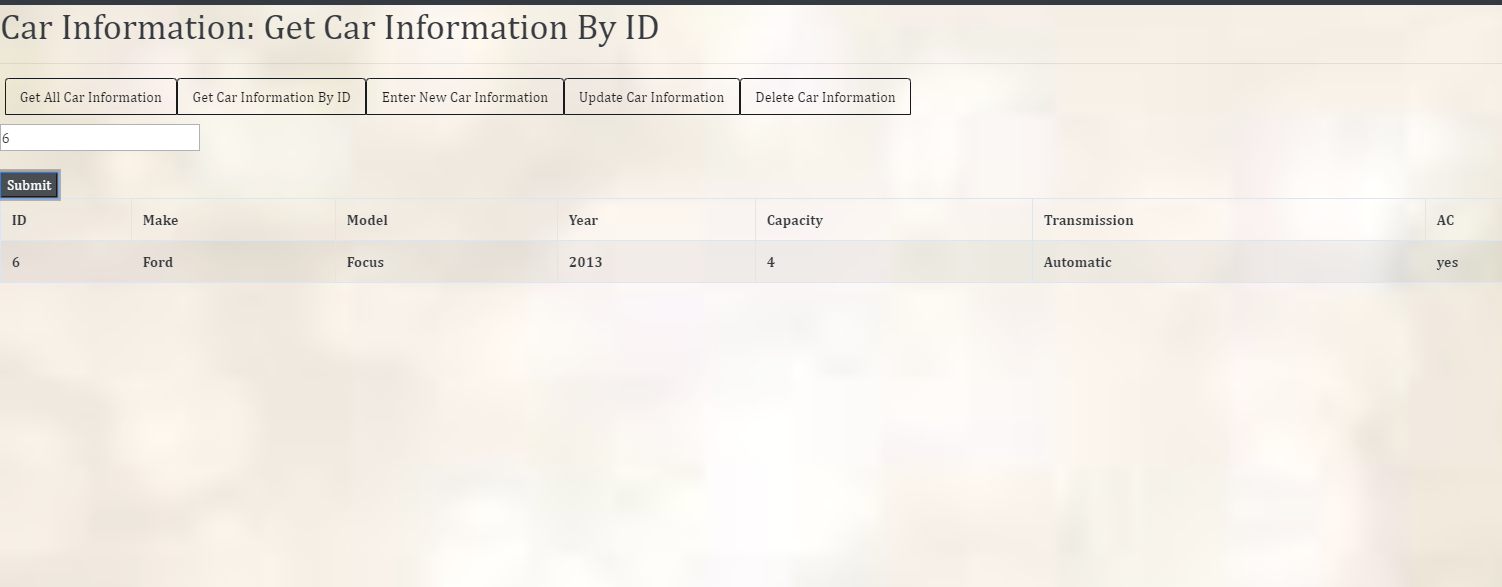 Car Information: Get Car Information By ID
Get All Car Information Get Car Information By ID Enter New Car Information Update Car Information Delete Car Information
6
Submit
ID Make Model Year Capacity Transmission AC
6 Ford Focus 2013 4 Automatic yes